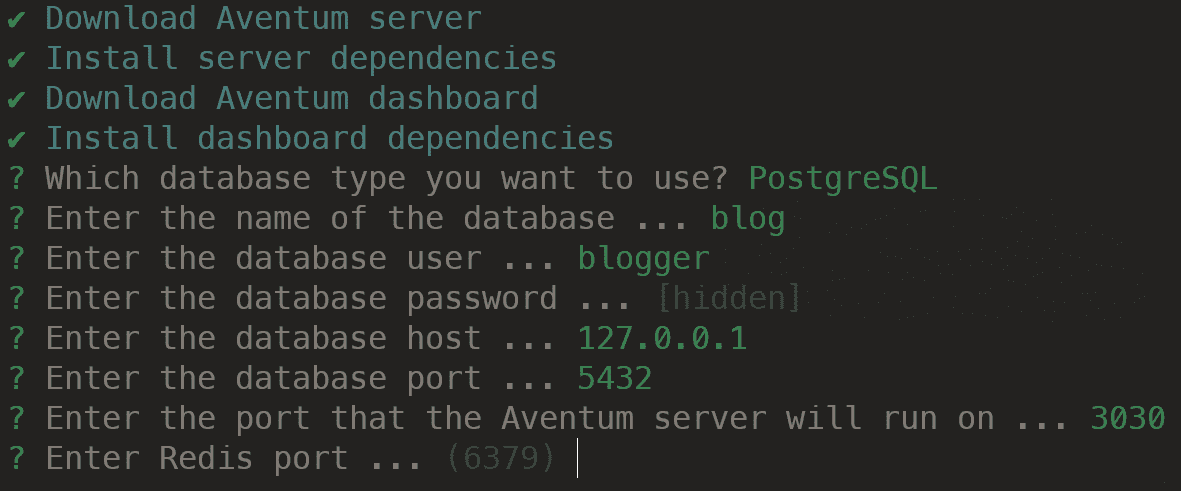 ✔ Download Aventum server
✔ Install server dependencies
✔ Download Aventum dashboard
✔ Install dashboard dependencies
? Which database type you want to use? PostgreSQL
? Enter the name of the database ... blog
? Enter the database user ... blogger
? Enter the database password ... [hidden]
? Enter the database host ... 127.0.0.1
? Enter the database port ... 5432
? Enter the port that the Aventum server will run on ... 3030
? Enter Redis port ... (6379)